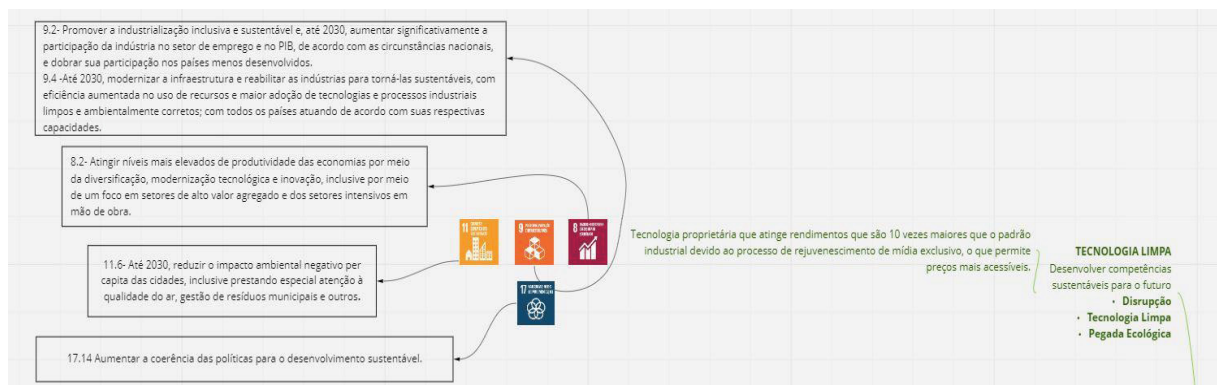 9.2- Promover a industrialização inclusiva e sustentável e, até 2030, aumentar significativamente a
participação da indústria no setor de emprego e no PIB, de acordo com as circunstâncias nacionais,
e dobrar sua participação nos países menos desenvolvidos.
9.4 -Até 2030, modernizar a infraestrutura e reabilitar as indústrias para torná-las sustentáveis, com
eficiência aumentada no uso de recursos e maior adoção de tecnologias e processos industriais
limpos e ambientalmente corretos; com todos os países atuando de acordo com suas respectivas
capacidades.
8.2- Atingir níveis mais elevados de produtividade das economias por meio
da diversificação, modernização tecnológica e inovação, inclusive por meio
de um foco em setores de alto valor agregado e dos setores intensivos em
mão de obra.
11
9
8
17
11.6- Até 2030, reduzir o impacto ambiental negativo per
capita das cidades, inclusive prestando especial atenção à
qualidade do ar, gestão de resíduos municipais e outros.
17.14 Aumentar a coerência das políticas para o desenvolvimento sustentável.
Tecnologia proprietária que atinge rendimentos que são 10 vezes maiores que o padrão
industrial devido ao processo de rejuvenescimento de mídia exclusivo, o que permite
preços mais acessíveis.
TECNOLOGIA LIMPA
Desenvolver competências
sustentáveis para o futuro
• Disrupção
• Tecnologia Limpa
• Pegada Ecológica